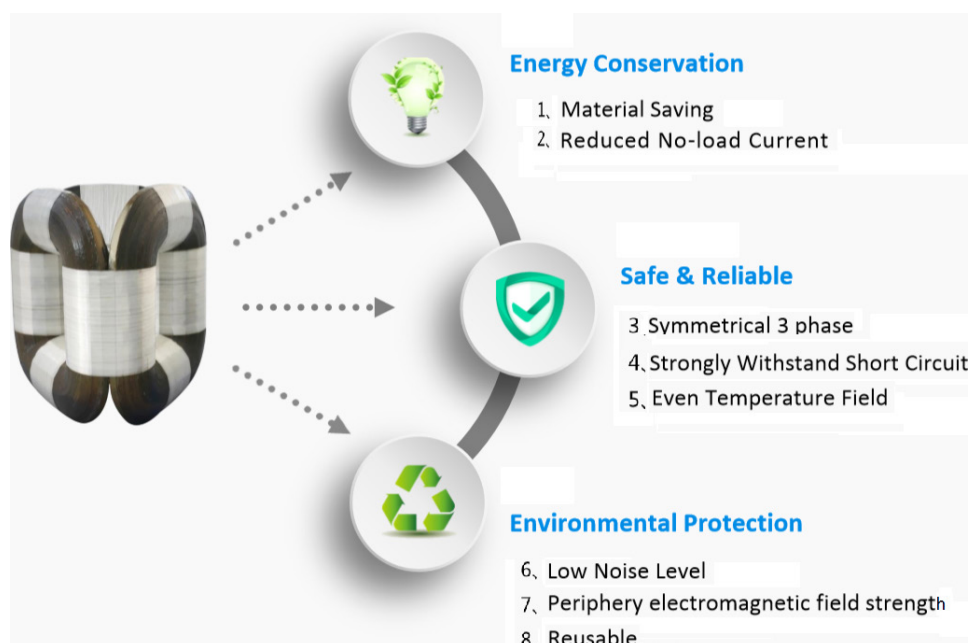 Energy Conservation
1、Material Saving
2、Reduced No-load Current
Safe & Reliable
3.Symmetrical 3 phase
4、Strongly Withstand Short Circuit
5、Even Temperature Field
Environmental Protection
6、Low Noise Level
7、Periphery electromagnetic field strength
8 Reusable